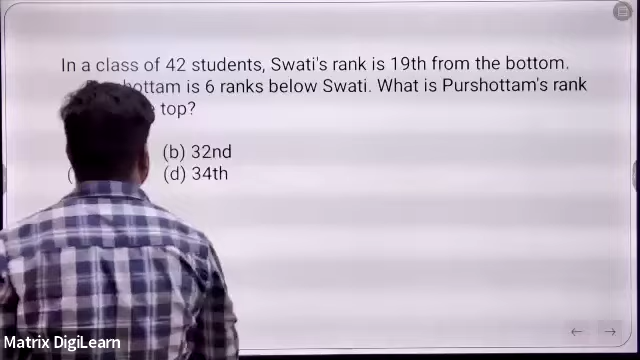 In a class of 42 students, Swati's rank is 19th from the bottom.
is 6 ranks below Swati. What is Purshottam's rank
top?
(b) 32nd
(d) 34th
Matrix DigiLearn